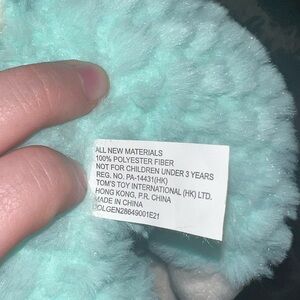 ALL NEW MATERIALS
100% POLYESTER FIBER
NOT FOR CHILDREN UNDER 3 YEARS
REG. NO. PA-14431(HK)
TOM'S TOY INTERNATIONAL (HK) LTD,
HONG KONG, P.R. CHINA
MADE IN CHINA
DOLGEN28649001E21